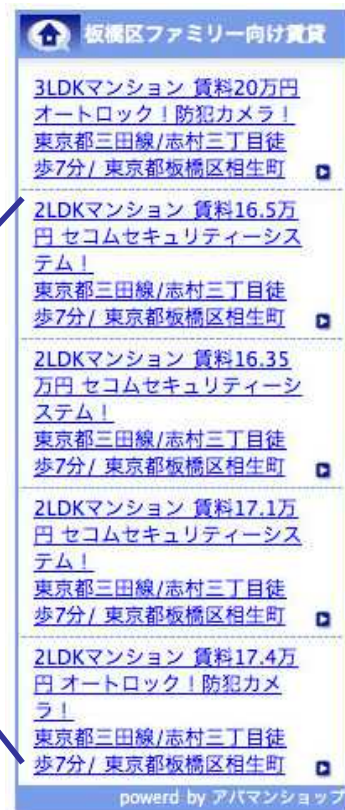 板橋区ファミリー向け賃貸
3LDKマンション 賃料20万円
オートロック！防犯カメラ！
東京都三田線/志村三丁目徒
歩7分/ 東京都板橋区相生町
2LDKマンション 賃料16.5万
円 セコムセキュリティーシス
テム！
東京都三田線/志村三丁目徒
歩7分/ 東京都板橋区相生町
2LDKマンション 賃料16.35
万円 セコムセキュリティーシ
ステム！
東京都三田線/志村三丁目徒
歩7分/ 東京都板橋区相生町
2LDKマンション 賃料17.1万
円 セコムセキュリティーシス
テム！
東京都三田線/志村三丁目徒
歩7分/ 東京都板橋区相生町
2LDKマンション 賃料17.4万
円 オートロック！防犯カメ
ラ！
東京都三田線/志村三丁目徒
歩7分/ 東京都板橋区相生町
powerd by アパマンショップ